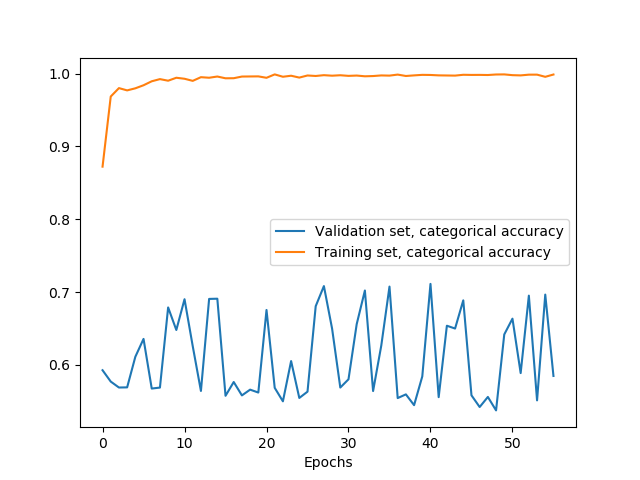 1.0
0.9
0.8
0.7
0.6
Validation set, categorical accuracy
Training set, categorical accuracy
0 10 20 30 40 50
Epochs